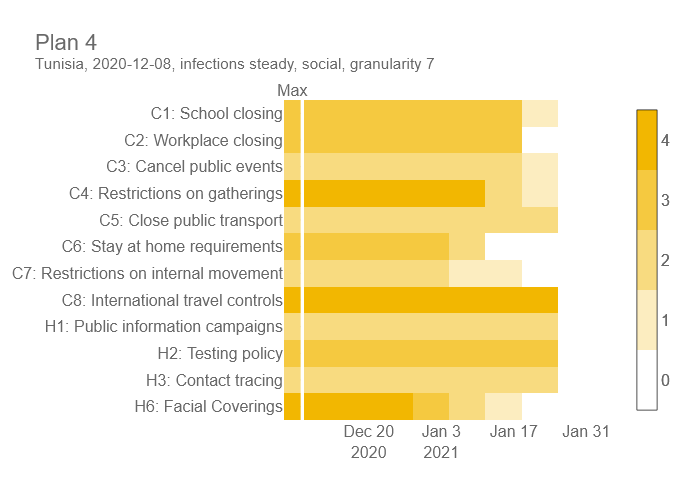 Plan 4
Tunisia, 2020-12-08, infections steady, social, granularity 7
Max
C1: School closing
C2: Workplace closing
C3: Cancel public events
C4: Restrictions on gatherings
C5: Close public transport
C6: Stay at home requirements
C7: Restrictions on internal movement
C8: International travel controls
H1: Public information campaigns
H2: Testing policy
H3: Contact tracing
H6: Facial Coverings
Dec 20 Jan 3 Jan 17 Jan 31
2020 2021
4
3
2
1
0